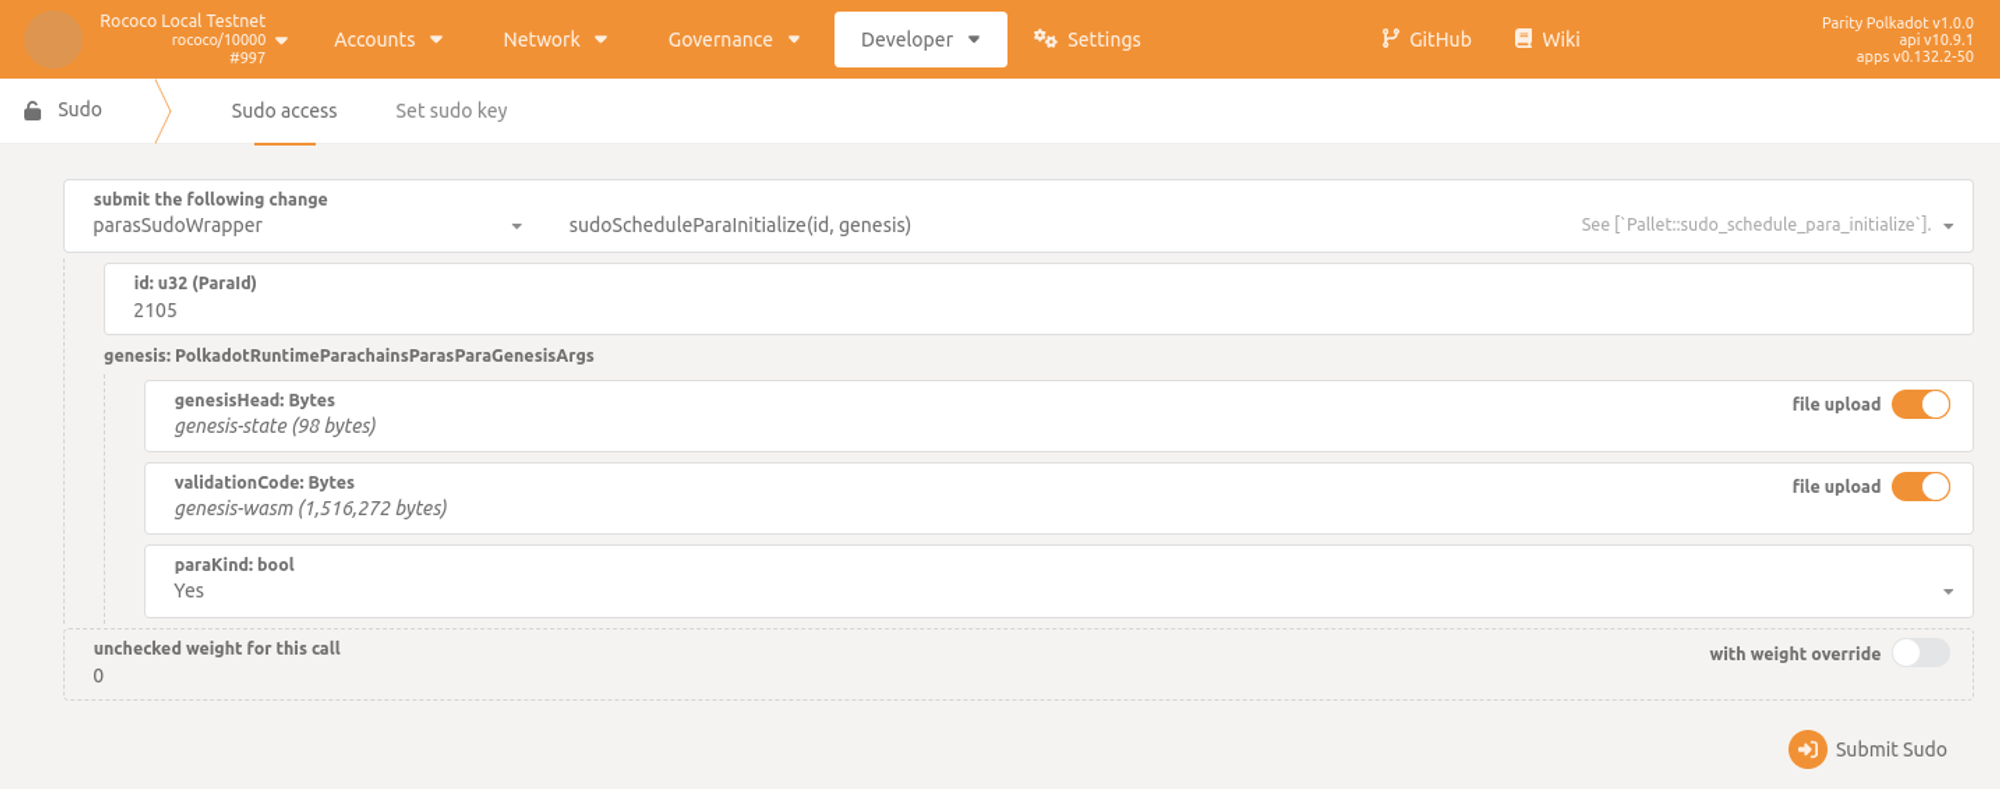 Rococo Local Testnet
rococo/10000
#997
Accounts
Network
Governance
Developer
Settings
GitHub
Wiki
Parity Polkadot v1.0.0
api v10.9.1
apps v0.132.2-50
Sudo
Sudo access
Set sudo key
submit the following change
parasSudoWrapper
sudoScheduleParaInitialize(id, genesis)
See [`Pallet::sudo_schedule_para_initialize`].
id: u32 (ParaId)
2105
genesis: PolkadotRuntimeParachainsParasParaGenesisArgs
genesisHead: Bytes
genesis-state (98 bytes)
file upload
validationCode: Bytes
genesis-wasm (1,516,272 bytes)
file upload
paraKind: bool
Yes
unchecked weight for this call
0
with weight override
Submit Sudo